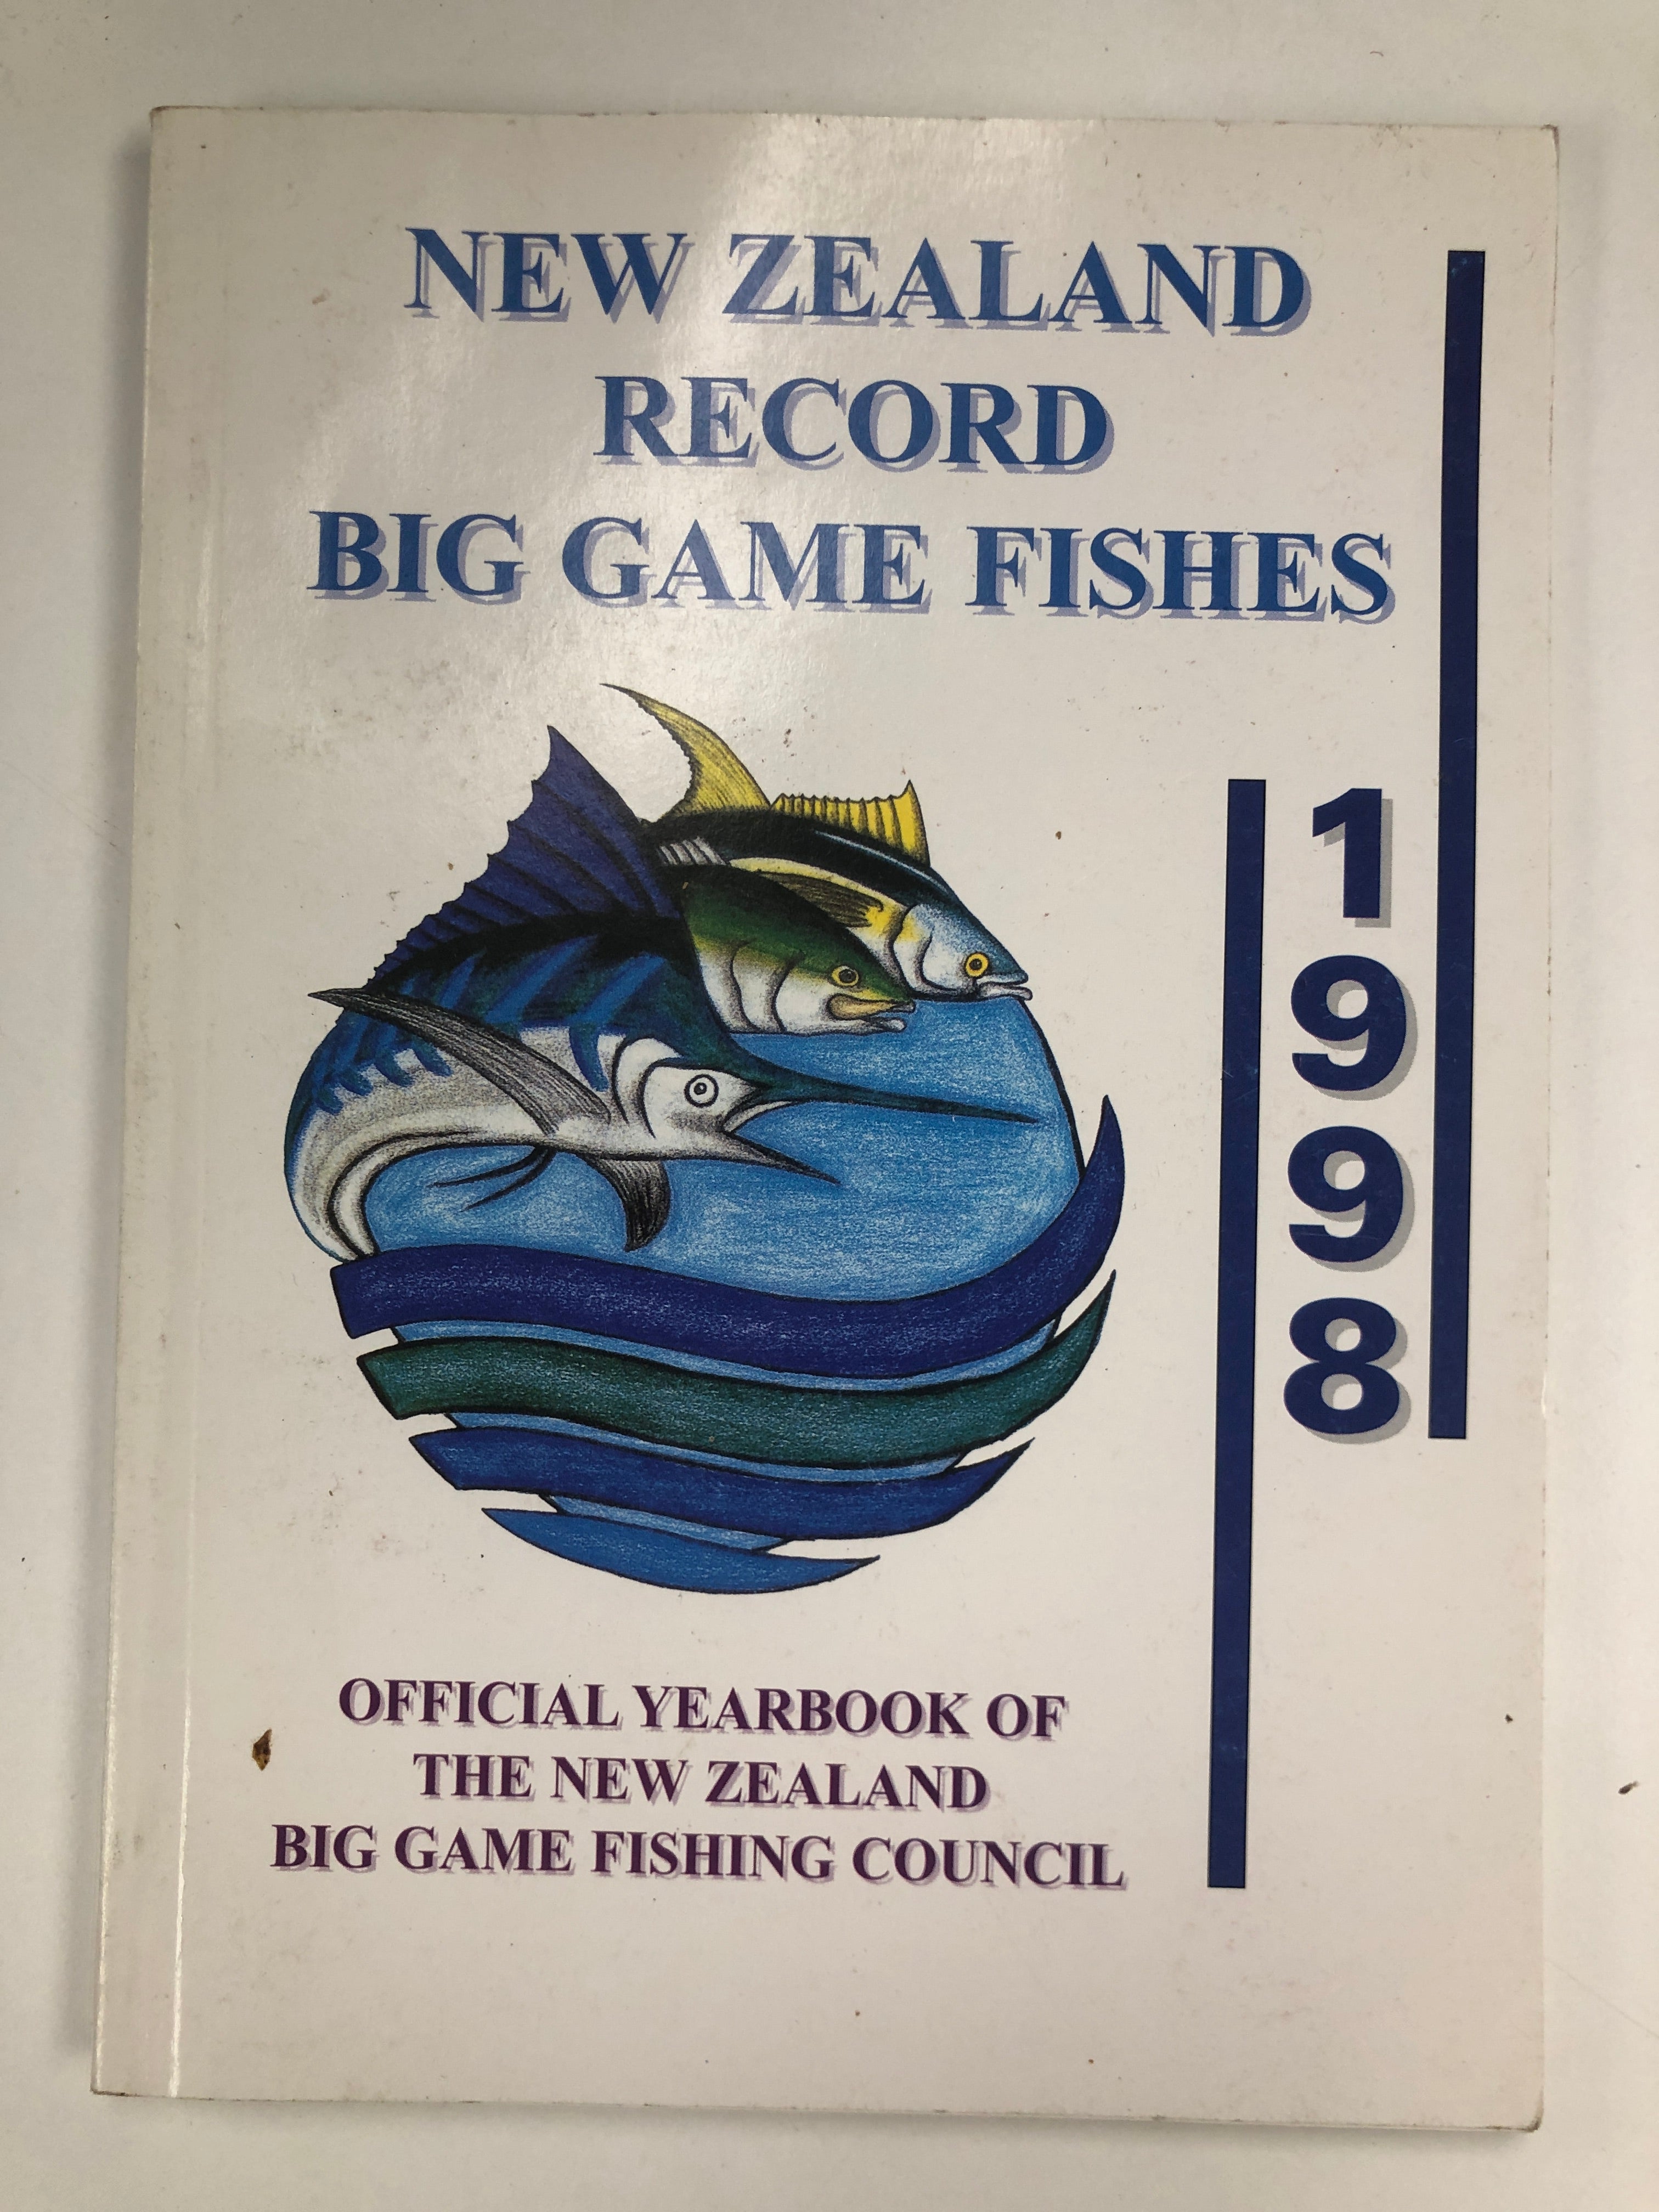 NEW ZEALAND
RECORD
BIG GAME FISHES
1998
OFFICIAL YEARBOOK OF
THE NEW ZEALAND
BIG GAME FISHING COUNCIL